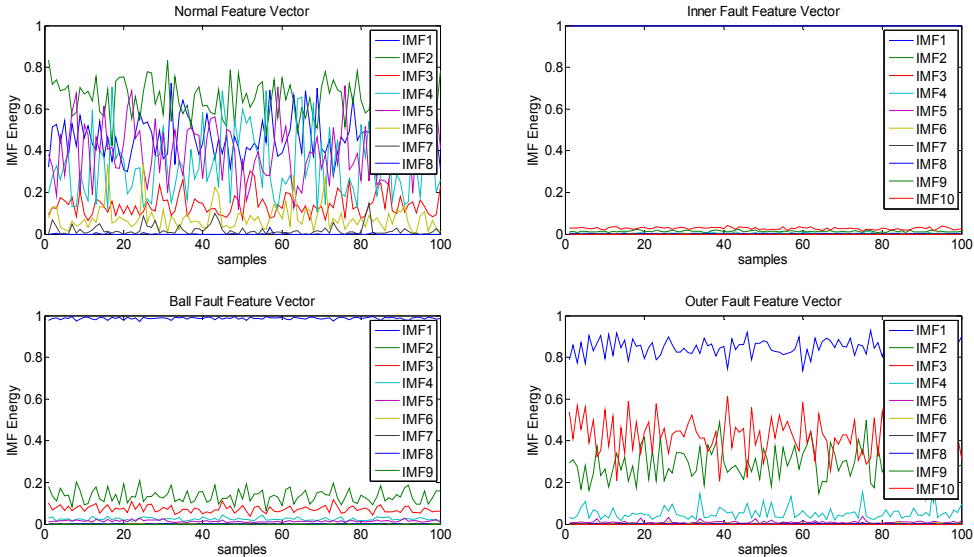 Normal Feature Vector
IMF Energy
1
0.8
0.6
0.4
0.2
0
0
20
40
60
80
100
samples
IMF1
IMF2
IMF3
IMF4
IMF5
IMF6
IMF7
IMF8
Inner Fault Feature Vector
IMF Energy
1
0.8
0.6
0.4
0.2
0
0
20
40
60
80
100
samples
IMF1
IMF2
IMF3
IMF4
IMF5
IMF6
IMF7
IMF8
IMF9
IMF10
Ball Fault Feature Vector
IMF Energy
1
0.8
0.6
0.4
0.2
0
0
20
40
60
80
100
samples
IMF1
IMF2
IMF3
IMF4
IMF5
IMF6
IMF7
IMF8
IMF9
Outer Fault Feature Vector
IMF Energy
1
0.8
0.6
0.4
0.2
0
0
20
40
60
80
100
samples
IMF1
IMF2
IMF3
IMF4
IMF5
IMF6
IMF7
IMF8
IMF9
IMF10